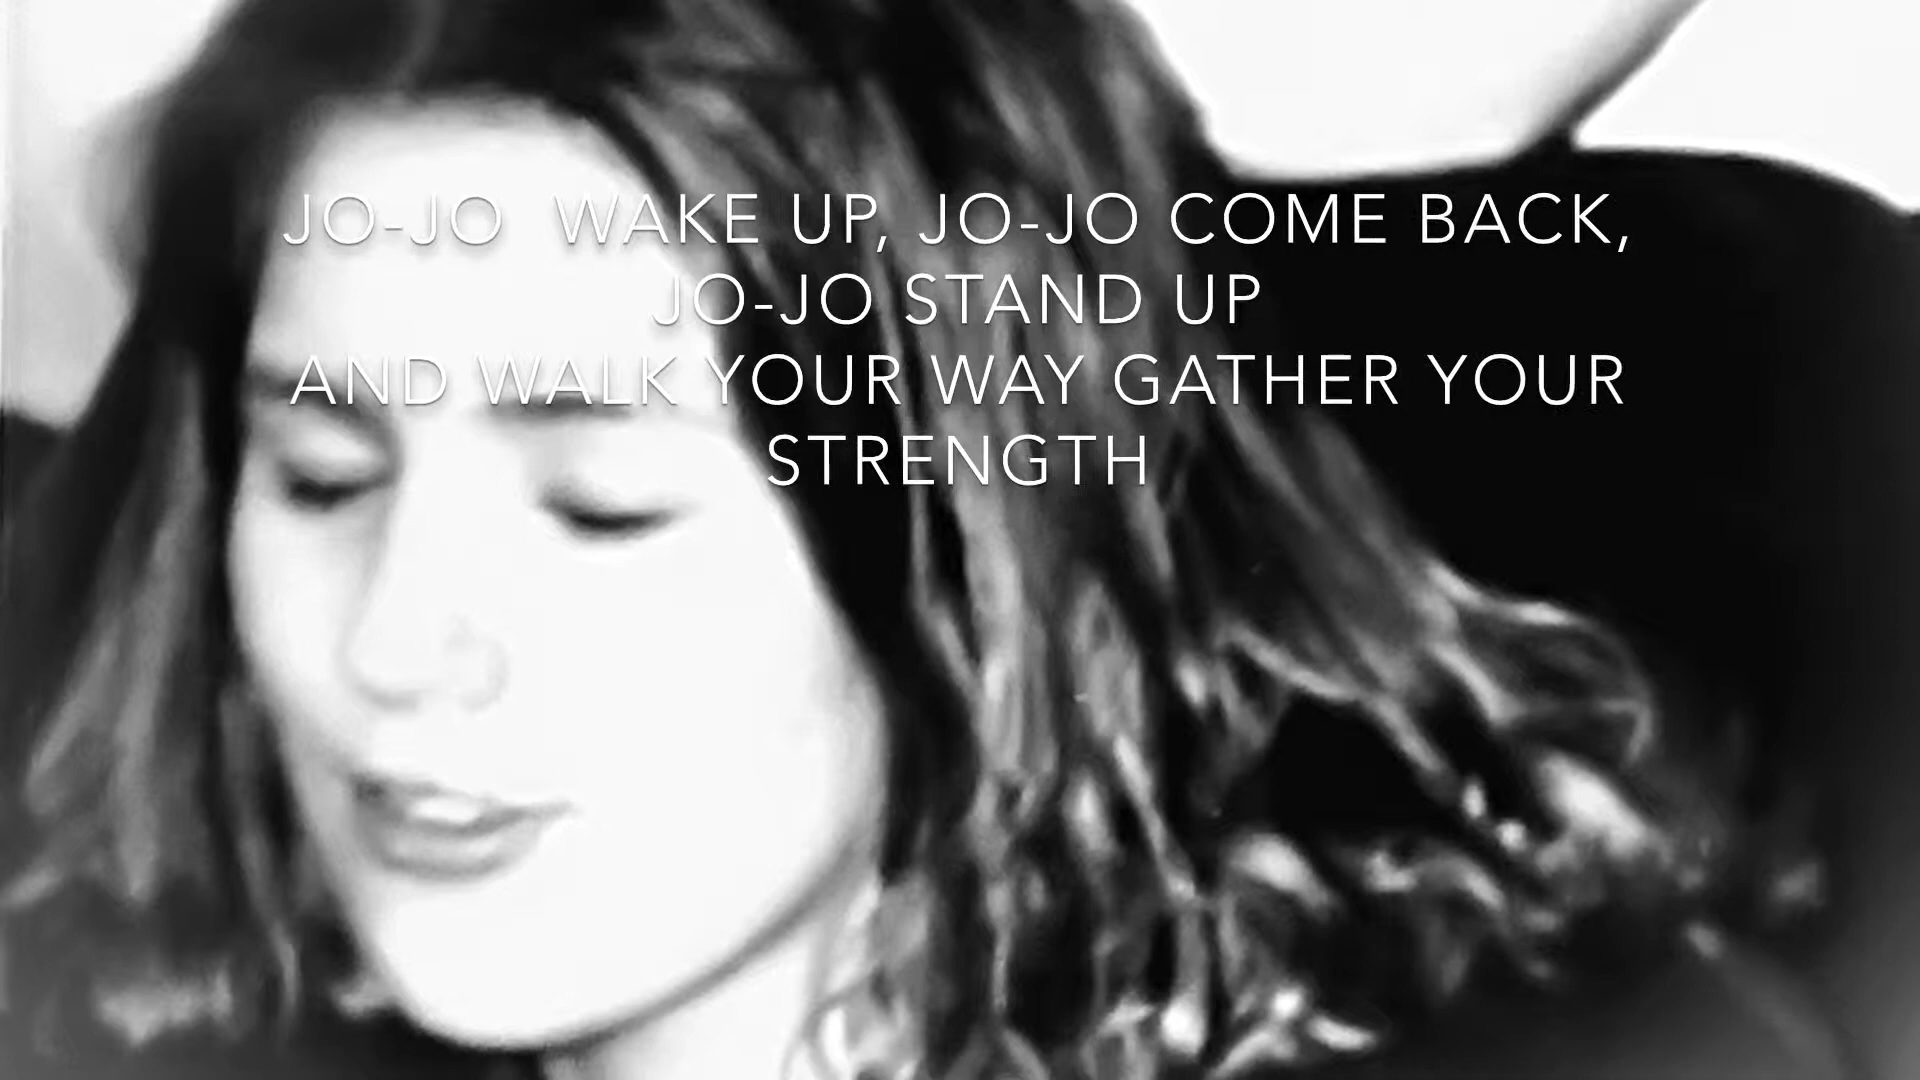 JO-JO  WAKE UP, JO-JO COME BACK,
JO-JO STAND UP
AND WALK YOUR WAY GATHER YOUR
STRENGTH